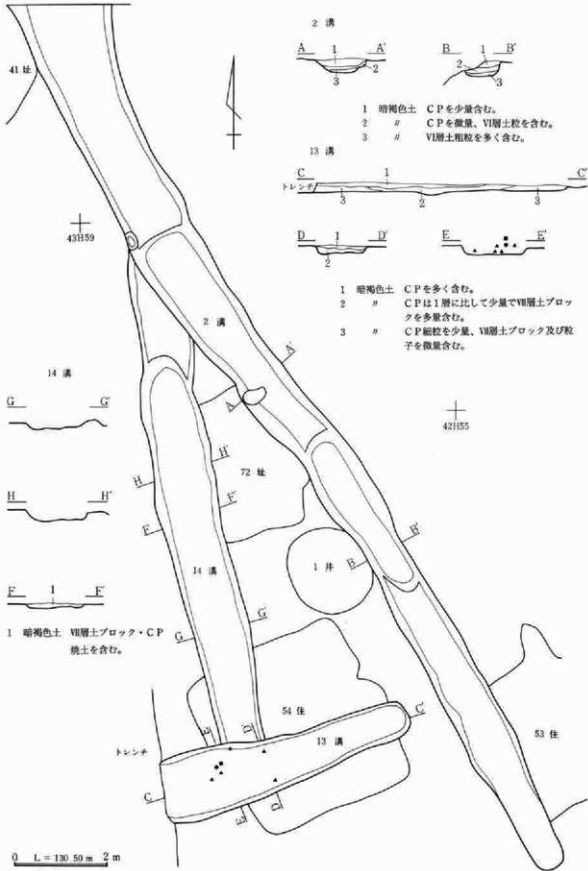 2 溝
A 1 A'
2
3
B 1 B'
2
3
1 暗褐色土 CPを少量含む。
2 〃 CPを微量、VI層土粒を含む。
3 〃 VI層土粗粒を多く含む。
13 溝
C 1 C'
トレンチ
3 2 3
D 1 D'
2
E E'
1 暗褐色土 CPを多く含む。
2 〃 CPは1層に比して少量でVII層土ブロッ
クを多量含む。
3 〃 CP細粒を少量、VII層土ブロック及び粒
子を微量含む。
41 址
43H59
2 溝
A'
A
42H55
14 溝
G G'
H H'
F 1 F'
1 暗褐色土 VII層土ブロック・CP
焼土を含む。
H H'
72 址
F F'
1 井
B B'
14 溝
G G'
54 住
C'
13 溝
53 住
トレンチ
E D
C
D
E
0 L=130.50m 2m